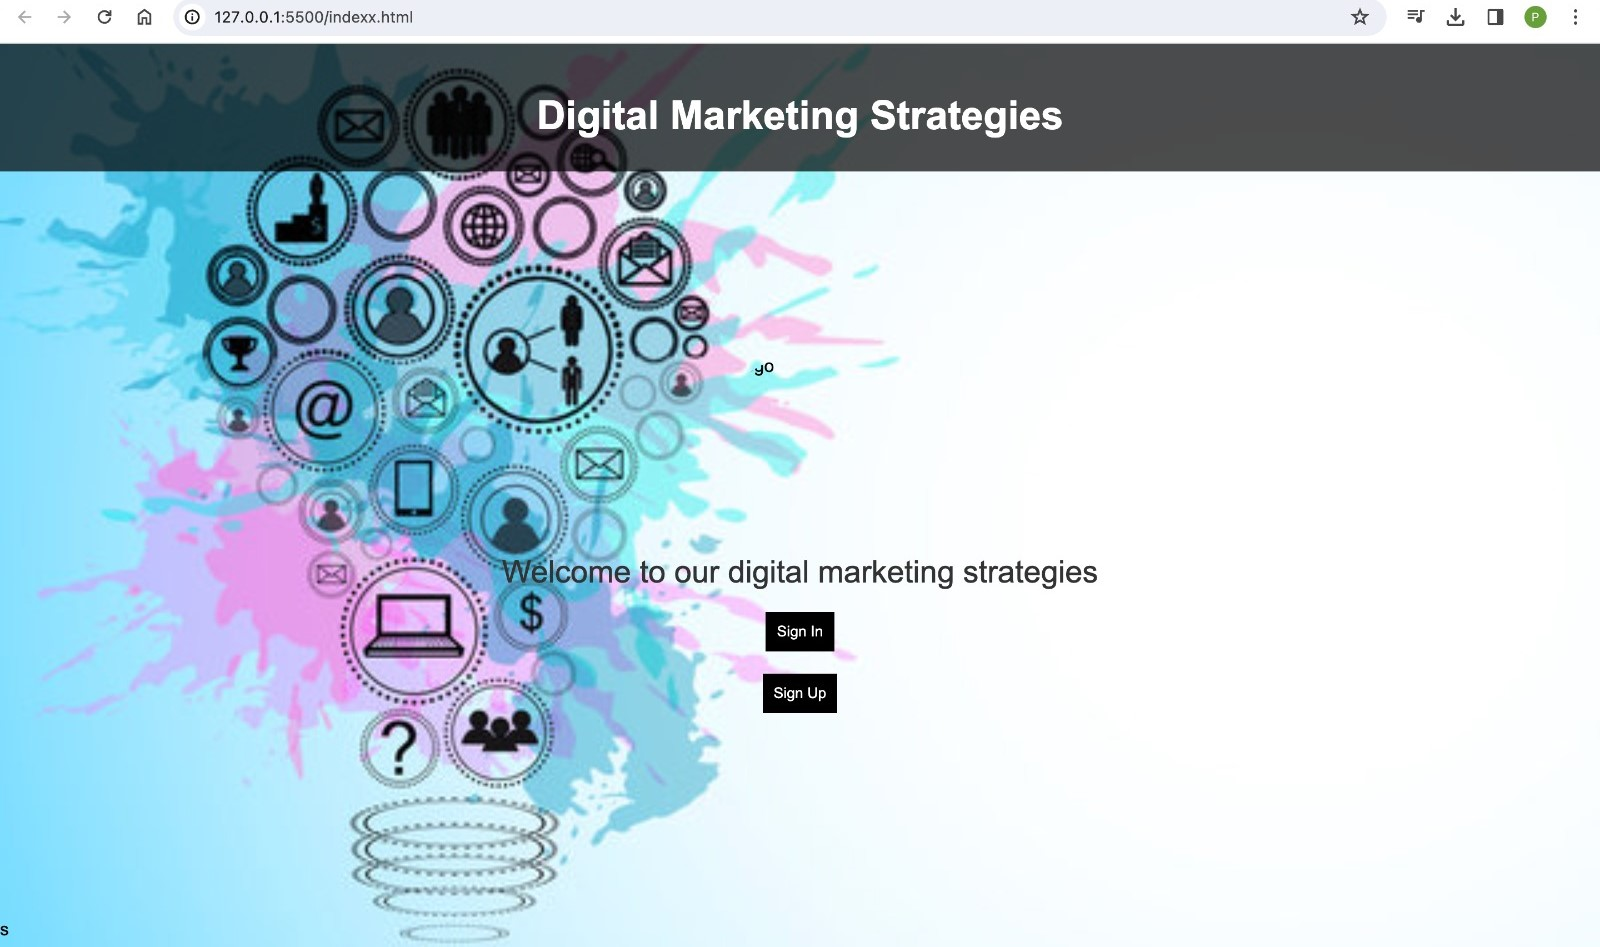 127.0.0.1:5500/indexx.html
P
Digital Marketing Strategies
$
@
go
Welcome to our digital marketing strategies
$
Sign In
Sign Up
?
s